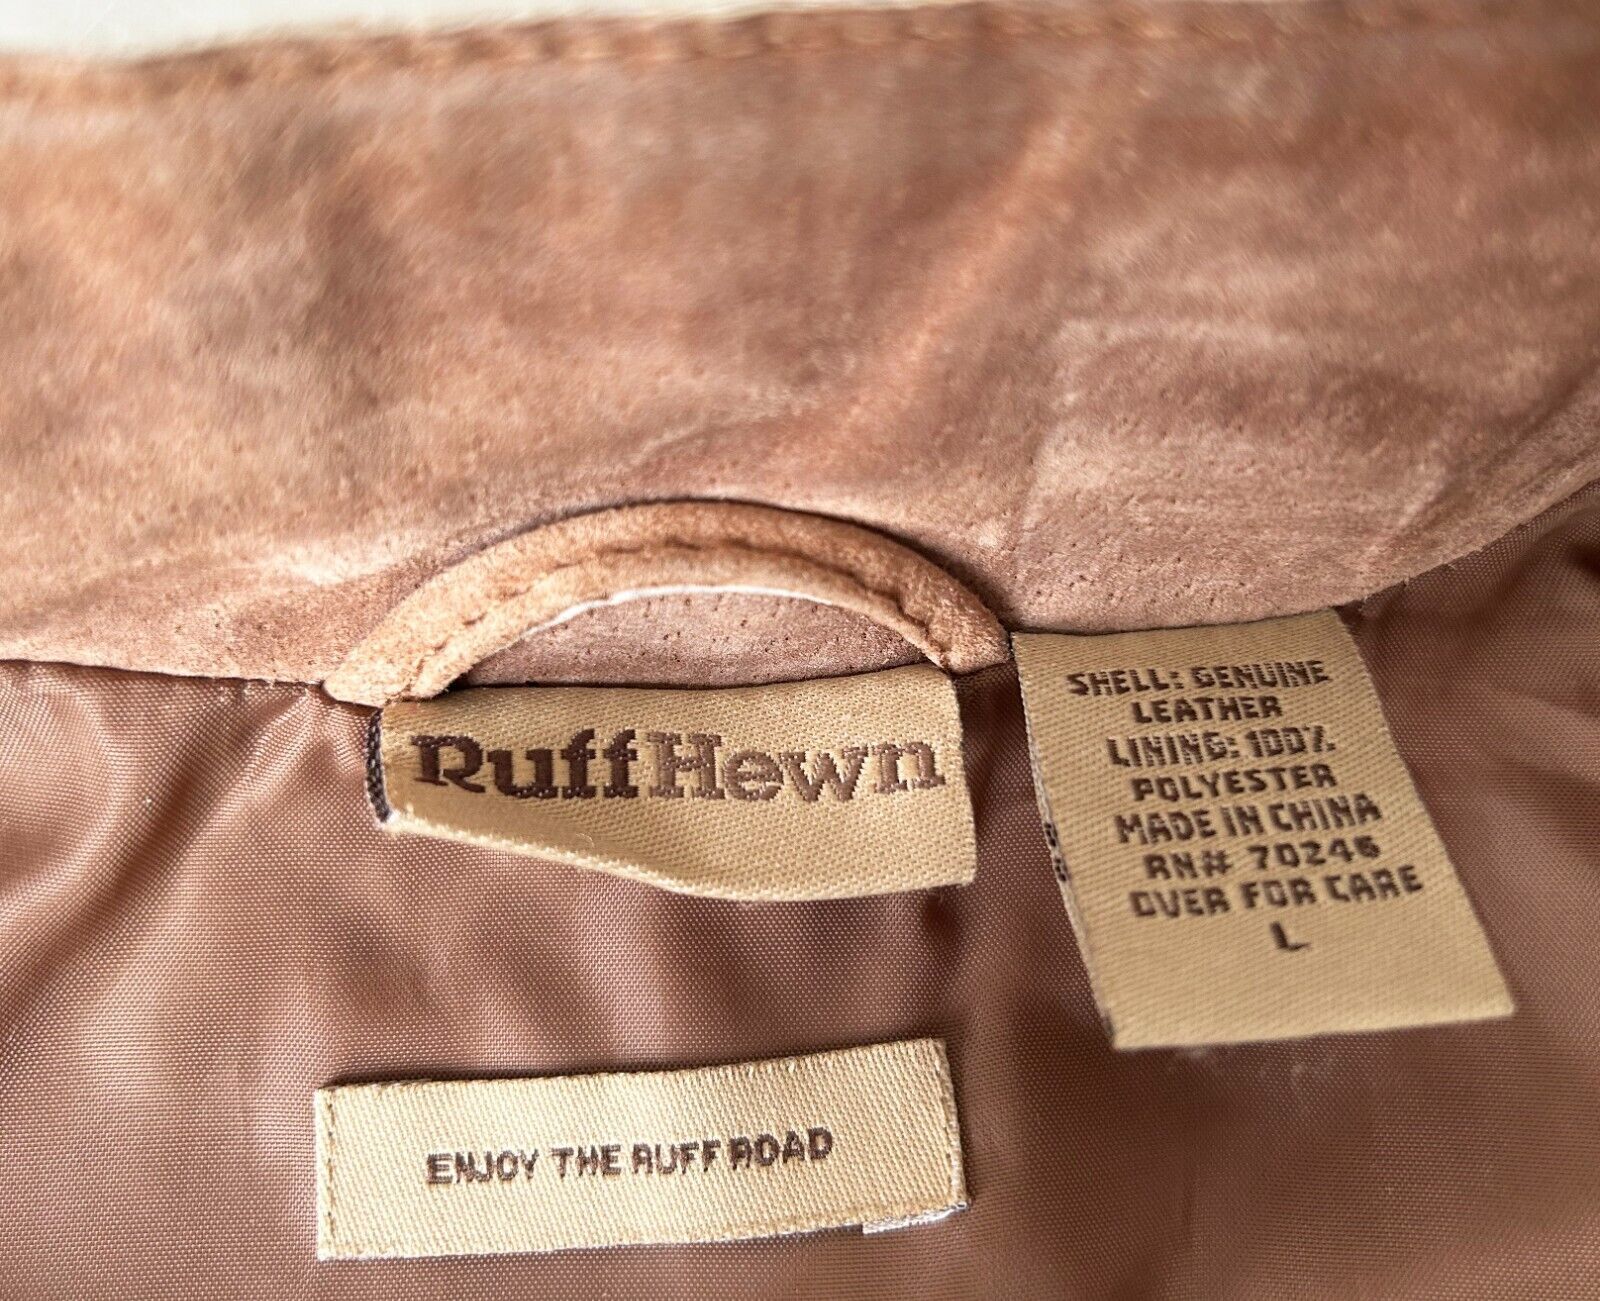 RuffHewn
SHELL: GENUINE
LEATHER
LINING: 100%
POLYESTER
MADE IN CHINA
RN# 70246
OVER FOR CARE
L
ENJOY THE RUFF ROAD